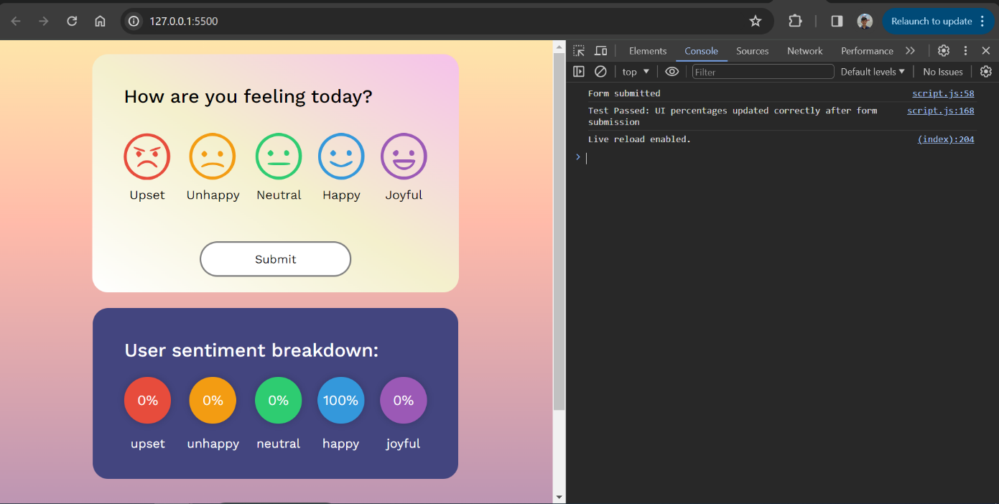 127.0.0.1:5500
Relaunch to update
How are you feeling today?
Upset Unhappy Neutral Happy Joyful
Submit
User sentiment breakdown:
0% 0% 0% 100% 0%
upset unhappy neutral happy joyful
Elements Console Sources Network Performance
top Filter Default levels No Issues
Form submitted script.js:58
Test Passed: UI percentages updated correctly after form script.js:168
submission
Live reload enabled. (index):204